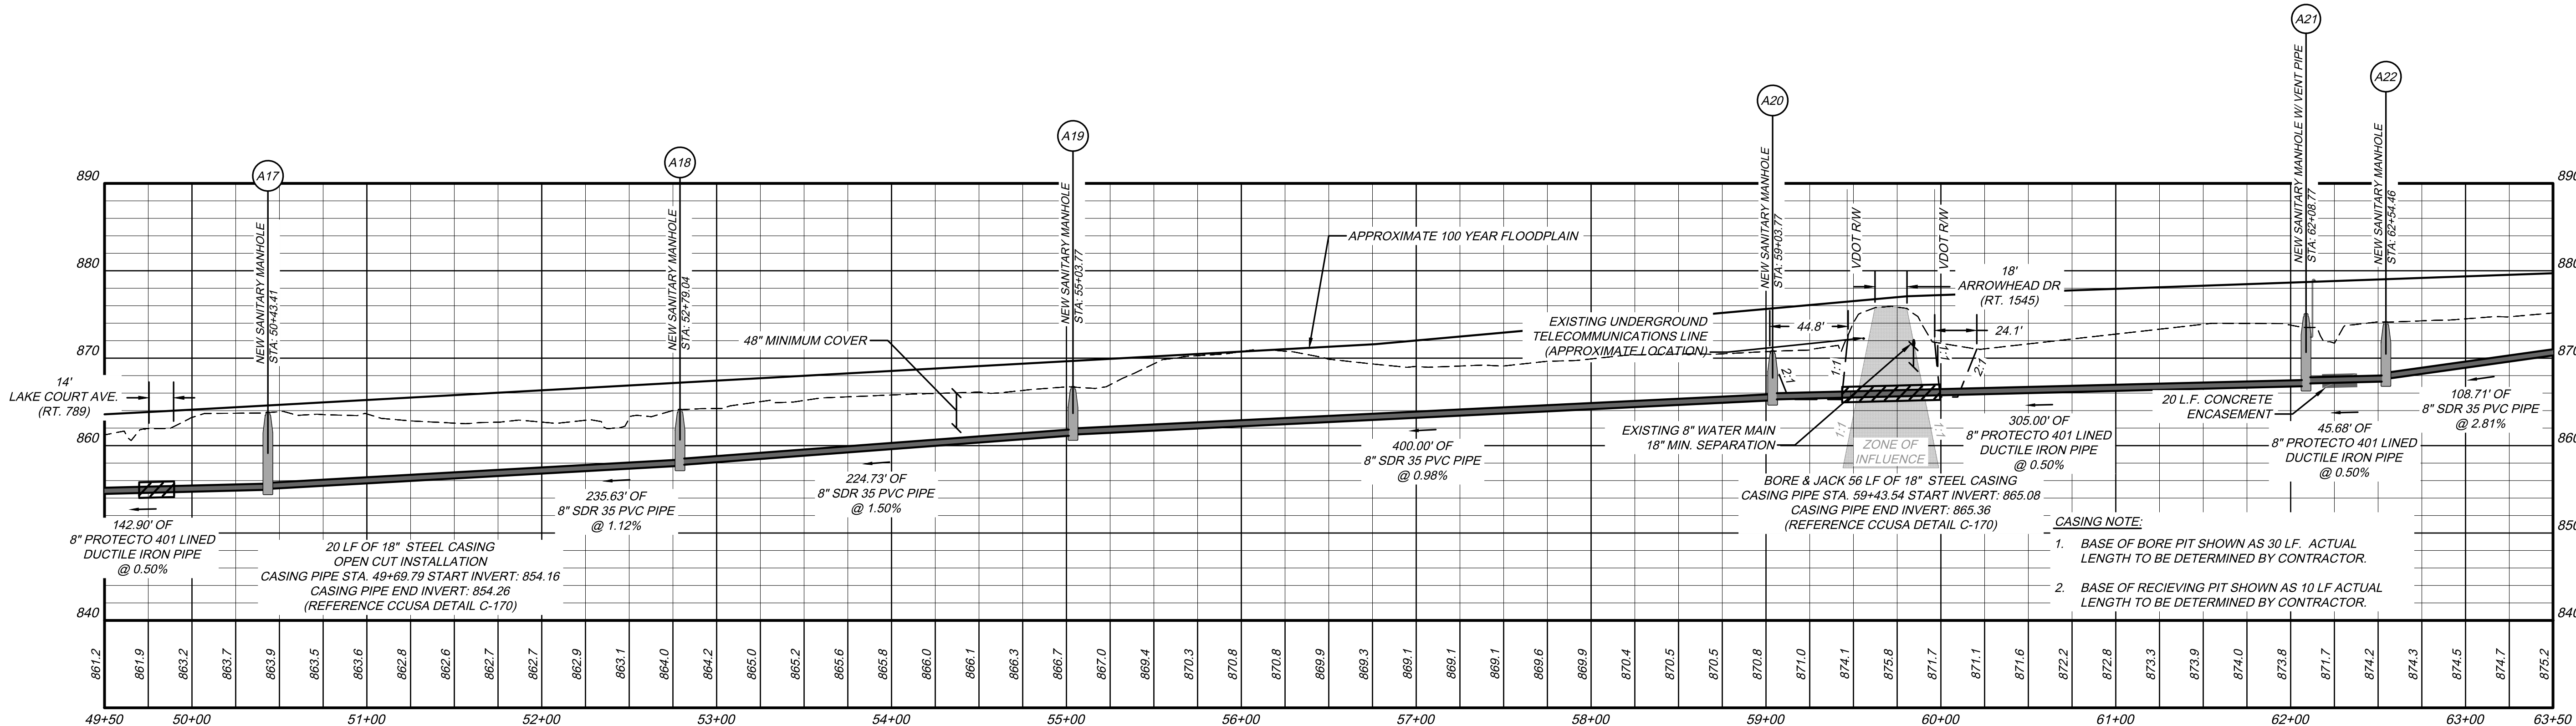 A21
A22
A20
A19
A18
A17
NEW SANITARY MANHOLE
STA: 50+43.41
NEW SANITARY MANHOLE
STA: 52+79.04
NEW SANITARY MANHOLE
STA: 55+03.77
NEW SANITARY MANHOLE
STA: 59+03.77
NEW SANITARY MANHOLE W/ VENT PIPE
STA: 62+08.77
NEW SANITARY MANHOLE
STA: 62+54.46
890
880
870
860
840
890
880
870
860
850
840
APPROXIMATE 100 YEAR FLOODPLAIN
48" MINIMUM COVER
14'
LAKE COURT AVE.
(RT. 789)
EXISTING UNDERGROUND
TELECOMMUNICATIONS LINE
(APPROXIMATE LOCATION)
VDOT R/W
VDOT R/W
18'
ARROWHEAD DR
(RT. 1545)
44.8'
24.1'
2:1
1:1
1:1
2:1
1:1
1:1
ZONE OF
INFLUENCE
EXISTING 8" WATER MAIN
18" MIN. SEPARATION
20 L.F. CONCRETE
ENCASEMENT
142.90' OF
8" PROTECTO 401 LINED
DUCTILE IRON PIPE
@ 0.50%
20 LF OF 18" STEEL CASING
OPEN CUT INSTALLATION
CASING PIPE STA. 49+69.79 START INVERT: 854.16
CASING PIPE END INVERT: 854.26
(REFERENCE CCUSA DETAIL C-170)
235.63' OF
8" SDR 35 PVC PIPE
@ 1.12%
224.73' OF
8" SDR 35 PVC PIPE
@ 1.50%
400.00' OF
8" SDR 35 PVC PIPE
@ 0.98%
BORE & JACK 56 LF OF 18" STEEL CASING
CASING PIPE STA. 59+43.54 START INVERT: 865.08
CASING PIPE END INVERT: 865.36
(REFERENCE CCUSA DETAIL C-170)
305.00' OF
8" PROTECTO 401 LINED
DUCTILE IRON PIPE
@ 0.50%
45.68' OF
8" PROTECTO 401 LINED
DUCTILE IRON PIPE
@ 0.50%
108.71' OF
8" SDR 35 PVC PIPE
@ 2.81%
CASING NOTE:
1. BASE OF BORE PIT SHOWN AS 30 LF. ACTUAL
LENGTH TO BE DETERMINED BY CONTRACTOR.
2. BASE OF RECIEVING PIT SHOWN AS 10 LF ACTUAL
LENGTH TO BE DETERMINED BY CONTRACTOR.
861.2 861.9 863.2 863.7 863.9 863.5 863.6 862.8 862.6 862.7 862.7 862.9 863.1 864.0 864.2 865.0 865.2 865.6 865.8 866.0 866.1 866.3 866.7 867.0 869.4 870.3 870.8 870.8 869.9 869.3 869.1 869.1 869.1 869.6 869.9 870.4 870.5 870.5 870.8 871.0 874.1 875.8 871.7 871.1 871.6 872.2 872.8 873.3 873.9 874.0 873.8 871.7 874.2 874.3 874.5 874.7 875.2
49+50 50+00 51+00 52+00 53+00 54+00 55+00 56+00 57+00 58+00 59+00 60+00 61+00 62+00 63+00 63+50